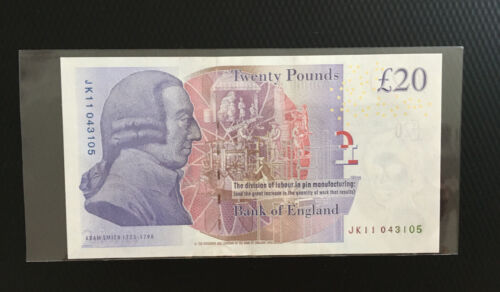 Twenty Pounds
£20
JK11 043105
The division of labour in pin manufacturing:
(and the great increase in the quantity of work that results)
Bank of England
JK11 043105
ADAM SMITH 1723-1790